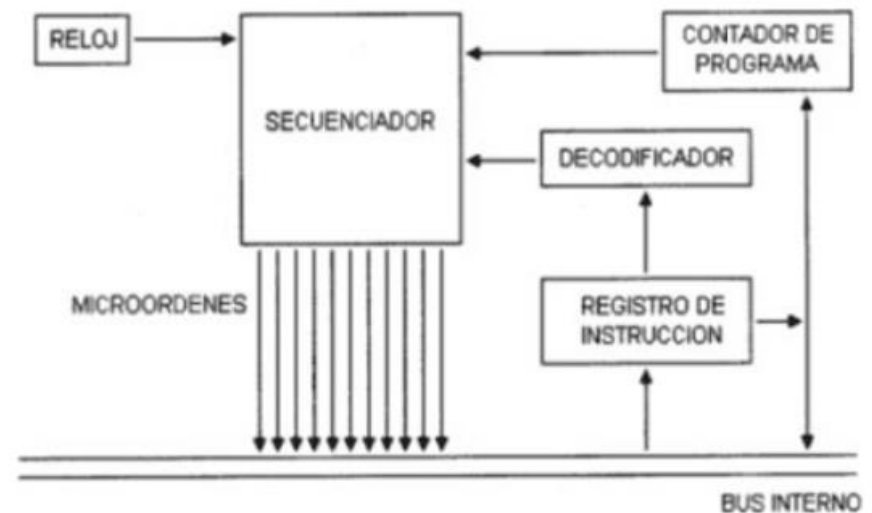 RELOJ
CONTADOR DE
PROGRAMA
SECUENCIADOR
DECODIFICADOR
MICROORDENES
REGISTRO DE
INSTRUCCION
BUS INTERNO